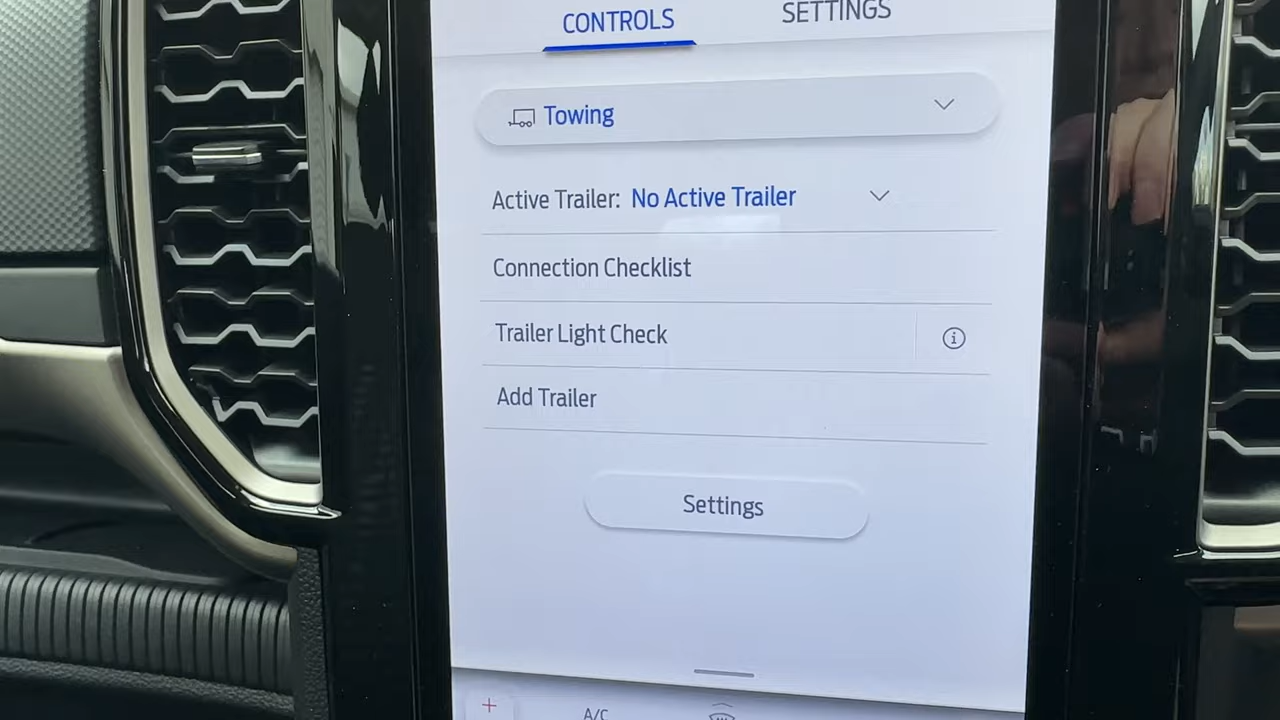 CONTROLS SETTINGS
Towing
Active Trailer: No Active Trailer
Connection Checklist
Trailer Light Check
Add Trailer
Settings
+ A/C